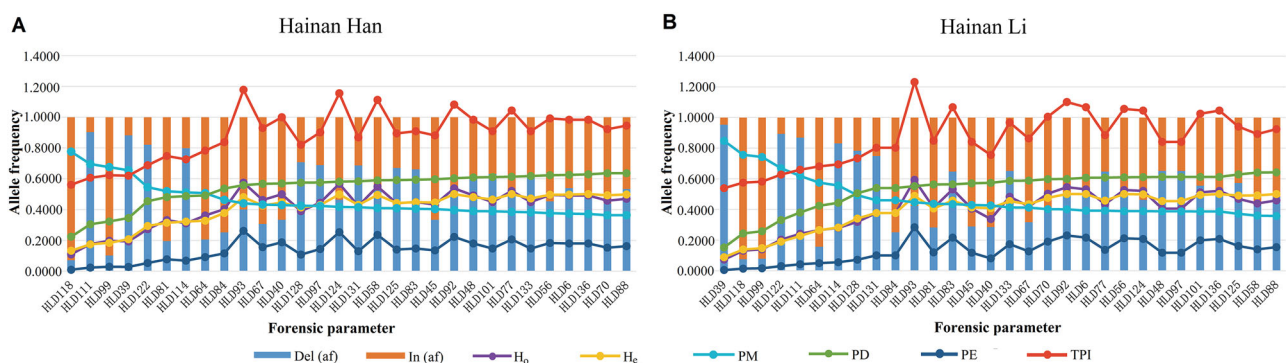 A
Hainan Han
Allele frequency
1.4000
1.2000
1.0000
0.8000
0.6000
0.4000
0.2000
0.0000
HLD118
HLD111
HLD99
HLD39
HLD122
HLD81
HLD114
HLD64
HLD84
HLD93
HLD67
HLD40
HLD128
HLD97
HLD124
HLD131
HLD58
HLD125
HLD83
HLD45
HLD92
HLD48
HLD101
HLD77
HLD133
HLD56
HLD6
HLD136
HLD70
HLD88
Forensic parameter
B
Hainan Li
Allele frequency
1.4000
1.2000
1.0000
0.8000
0.6000
0.4000
0.2000
0.0000
HLD39
HLD118
HLD99
HLD122
HLD111
HLD64
HLD114
HLD128
HLD131
HLD84
HLD93
HLD81
HLD83
HLD45
HLD40
HLD133
HLD67
HLD70
HLD92
HLD6
HLD77
HLD56
HLD124
HLD48
HLD97
HLD101
HLD136
HLD125
HLD58
HLD88
Forensic parameter
Del (af) In (af) Ho He PM PD PE TPI